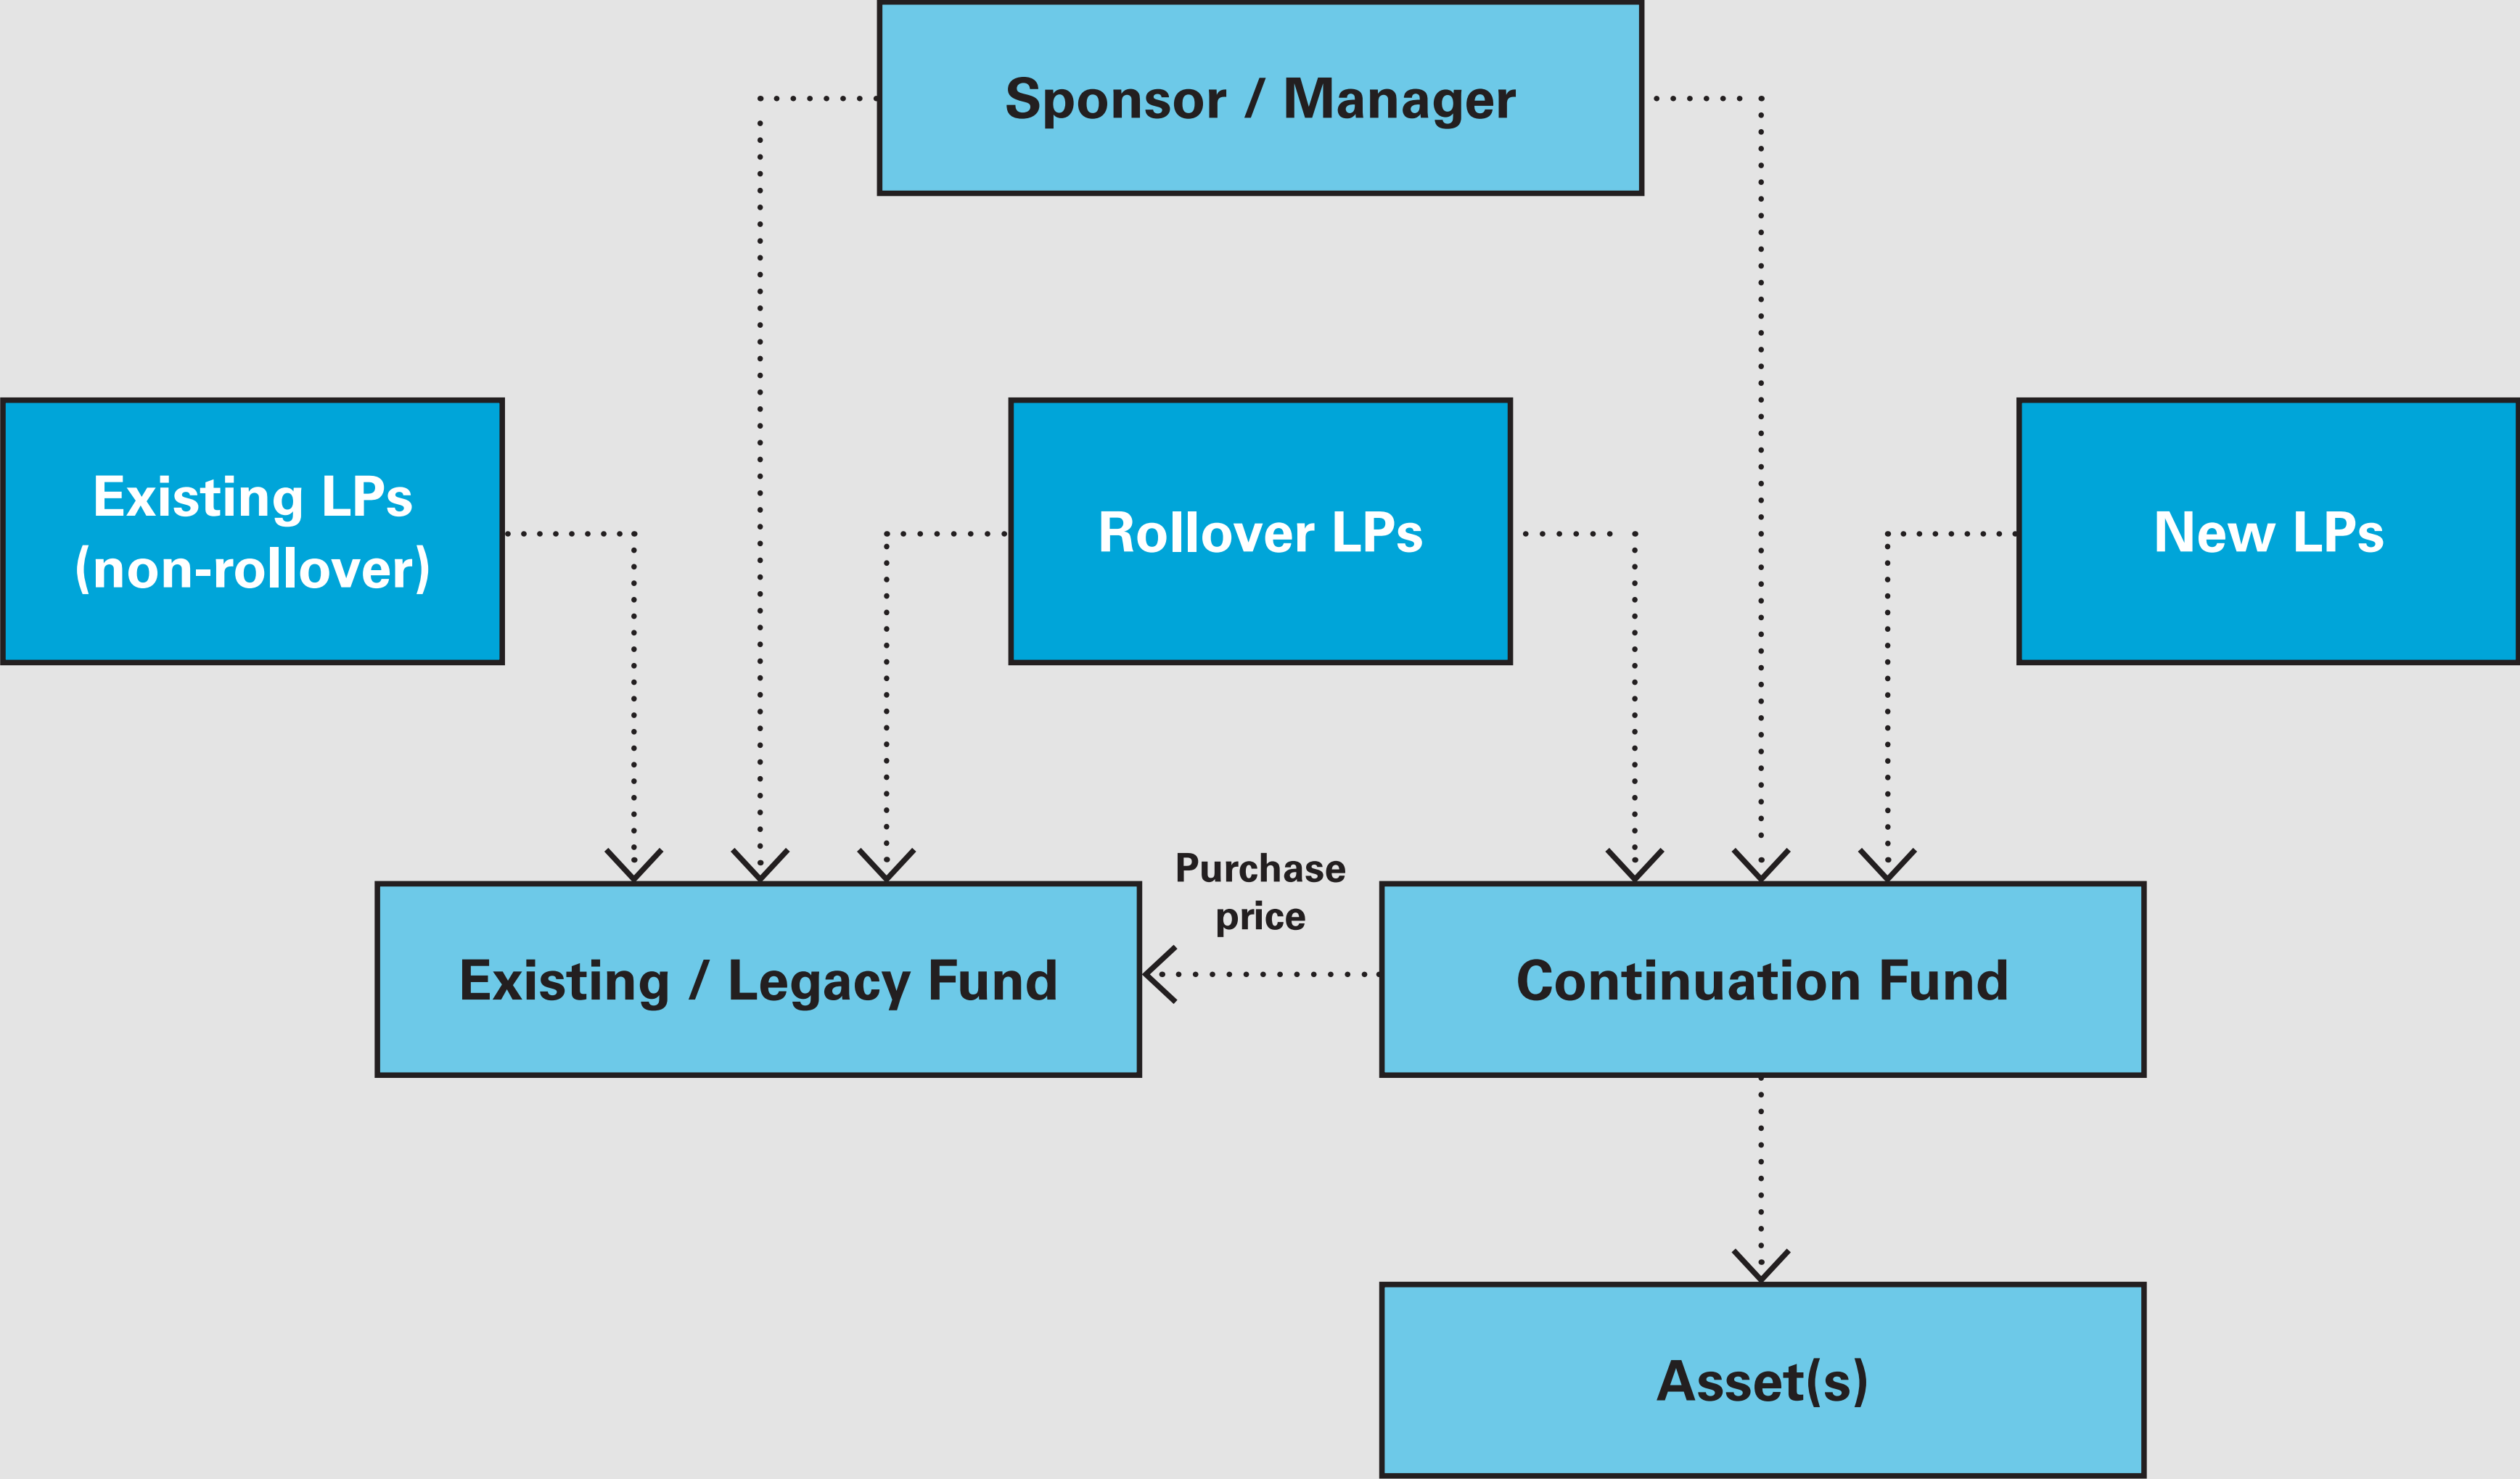 Sponsor / Manager
Existing LPs
(non-rollover)
Rollover LPs
New LPs
Purchase
price
Existing / Legacy Fund
Continuation Fund
Asset(s)